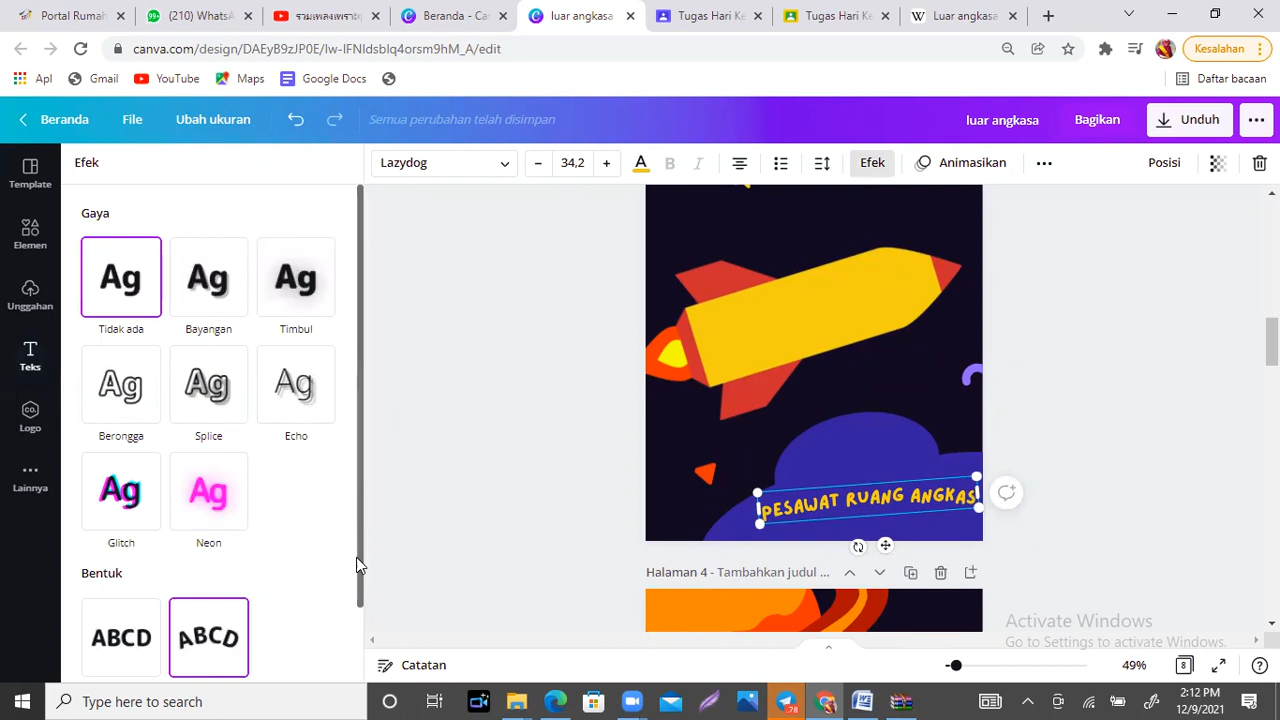 Portal Rumah
(210) WhatsA
Beranda - Ca
luar angkasa
Tugas Hari Ke
Tugas Hari Ke
Luar angkasa
canva.com/design/DAEyB9zJP0E/Iw-IFNIdsblq4orsm9hM_A/edit
Kesalahan
Apl
Gmail
YouTube
Maps
Google Docs
Daftar bacaan
Beranda
File
Ubah ukuran
Semua perubahan telah disimpan
luar angkasa
Bagikan
Unduh
Template
Elemen
Unggahan
Teks
CO.
Logo
Lainnya
Efek
Lazydog
34,2
A
B
I
Efek
Animasikan
Posisi
Gaya
Ag
Ag
Ag
Tidak ada
Bayangan
Timbul
Ag
Ag
Ag
Berongga
Splice
Echo
Ag
Ag
Glitch
Neon
Bentuk
ABCD
ABCD
PESAWAT RUANG ANGKAS
Halaman 4 - Tambahkan judul ...
Activate Windows
Go to Settings to activate Windows.
Catatan
49%
8
Type here to search
.78
2:12 PM
12/9/2021